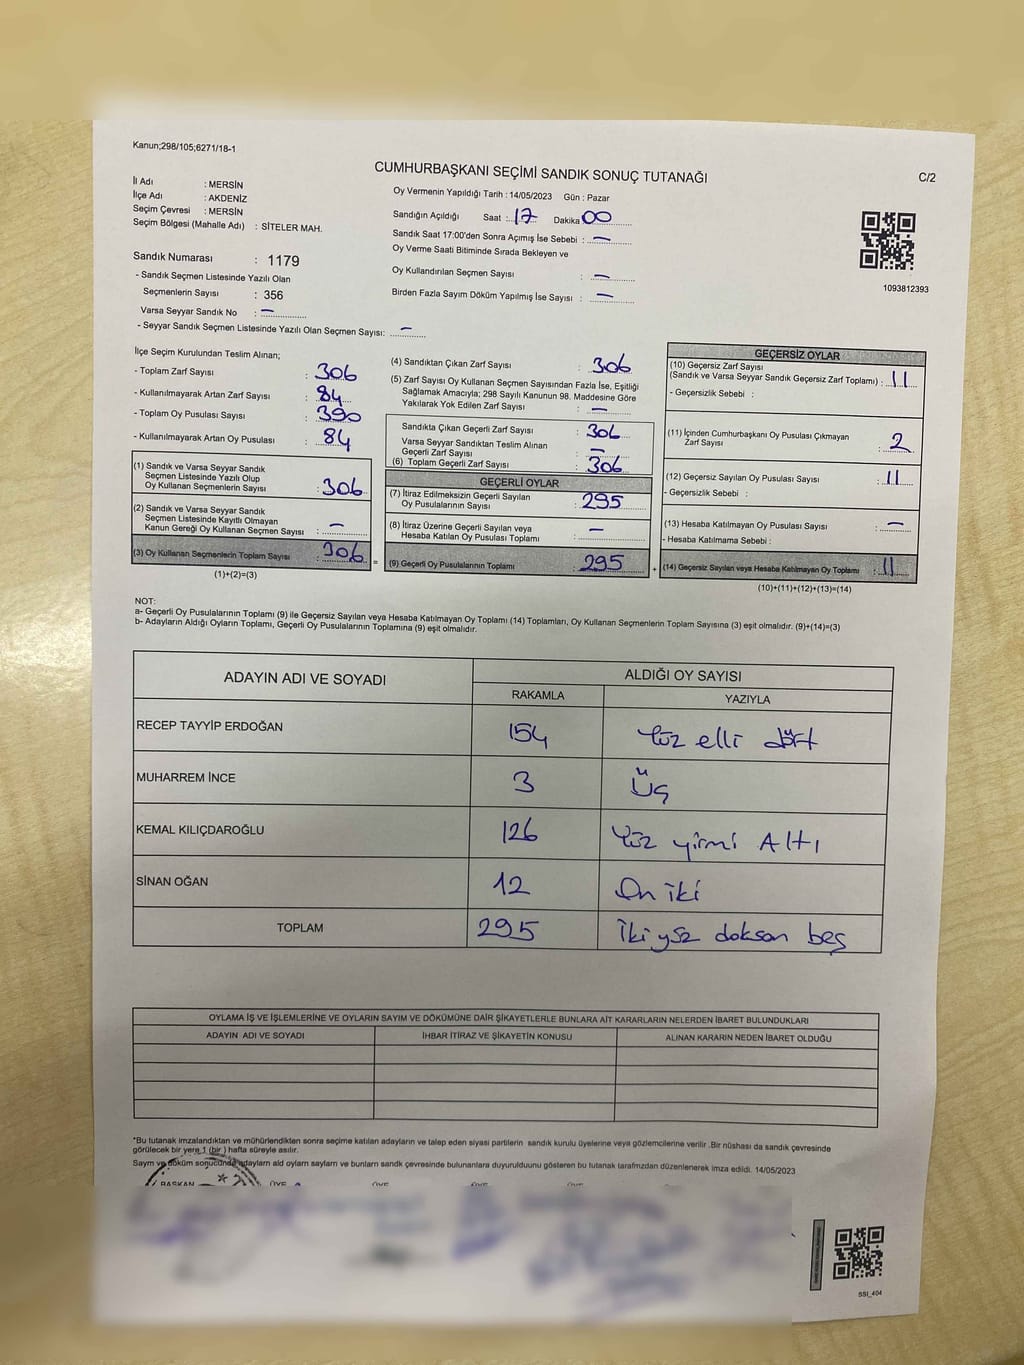 Kanun;298/105;6271/18-1
CUMHURBAŞKANI SEÇİMİ SANDIK SONUÇ TUTANAĞI
C/2
İl Adı : MERSİN
İlçe Adı : AKDENİZ
Seçim Çevresi : MERSİN
Seçim Bölgesi (Mahalle Adı) : SİTELER MAH.
Sandık Numarası : 1179
- Sandık Seçmen Listesinde Yazılı Olan
Seçmenlerin Sayısı : 356
Varsa Seyyar Sandık No : -
- Seyyar Sandık Seçmen Listesinde Yazılı Olan Seçmen Sayısı: -
Oy Vermenin Yapıldığı Tarih : 14/05/2023 Gün : Pazar
Sandığın Açıldığı Saat : 17 Dakika 00
Sandık Saat 17:00'den Sonra Açımış İse Sebebi : -
Oy Verme Saati Bitiminde Sırada Bekleyen ve
Oy Kullandırılan Seçmen Sayısı : -
Birden Fazla Sayım Döküm Yapılmış İse Sayısı : -
1093812393
İlçe Seçim Kurulundan Teslim Alınan;
- Toplam Zarf Sayısı : 306
- Kullanılmayarak Artan Zarf Sayısı : 84
- Toplam Oy Pusulası Sayısı : 390
- Kullanılmayarak Artan Oy Pusulası : 84
(1) Sandık ve Varsa Seyyar Sandık
Seçmen Listesinde Yazılı Olup
Oy Kullanan Seçmenlerin Sayısı : 306
(2) Sandık ve Varsa Seyyar Sandık
Seçmen Listesinde Kayıtlı Olmayan
Kanun Gereği Oy Kullanan Seçmen Sayısı : -
(3) Oy Kullanan Seçmenlerin Toplam Sayısı : 306
(1)+(2)=(3)
(4) Sandıktan Çıkan Zarf Sayısı : 306
(5) Zarf Sayısı Oy Kullanan Seçmen Sayısından Fazla İse, Eşitliği
Sağlamak Amacıyla; 298 Sayılı Kanunun 98. Maddesine Göre
Yakılarak Yok Edilen Zarf Sayısı : -
Sandıkta Çıkan Geçerli Zarf Sayısı : 306
Varsa Seyyar Sandıktan Teslim Alınan
Geçerli Zarf Sayısı : -
(6) Toplam Geçerli Zarf Sayısı : 306
GEÇERLİ OYLAR
(7) İtiraz Edilmeksizin Geçerli Sayılan
Oy Pusulalarının Sayısı : 295
(8) İtiraz Üzerine Geçerli Sayılan veya
Hesaba Katılan Oy Pusulası Toplamı : -
= (9) Geçerli Oy Pusulalarının Toplamı : 295
GEÇERSİZ OYLAR
(10) Geçersiz Zarf Sayısı
(Sandık ve Varsa Seyyar Sandık Geçersiz Zarf Toplamı) : 11
- Geçersizlik Sebebi :
(11) İçinden Cumhurbaşkanı Oy Pusulası Çıkmayan
Zarf Sayısı : 2
(12) Geçersiz Sayılan Oy Pusulası Sayısı : 11
- Geçersizlik Sebebi :
(13) Hesaba Katılmayan Oy Pusulası Sayısı : -
- Hesaba Katılmama Sebebi :
+ (14) Geçersiz Sayılan veya Hesaba Katılmayan Oy Toplamı : 11
(10)+(11)+(12)+(13)=(14)
NOT:
a- Geçerli Oy Pusulalarının Toplamı (9) ile Geçersiz Sayılan veya Hesaba Katılmayan Oy Toplamı (14) Toplamları, Oy Kullanan Seçmenlerin Toplam Sayısına (3) eşit olmalıdır. (9)+(14)=(3)
b- Adayların Aldığı Oyların Toplamı, Geçerli Oy Pusulalarının Toplamına (9) eşit olmalıdır.
ADAYIN ADI VE SOYADI ALDIĞI OY SAYISI
RAKAMLA YAZIYLA
RECEP TAYYİP ERDOĞAN 154 Yüz elli dört
MUHARREM İNCE 3 Üç
KEMAL KILIÇDAROĞLU 126 Yüz yirmi Altı
SİNAN OĞAN 12 On iki
TOPLAM 295 İki yüz doksan beş
OYLAMA İŞ VE İŞLEMLERİNE VE OYLARIN SAYIM VE DÖKÜMÜNE DAİR ŞİKAYETLERLE BUNLARA AİT KARARLARIN NELERDEN İBARET BULUNDUKLARI
ADAYIN ADI VE SOYADI İHBAR İTİRAZ VE ŞİKAYETİN KONUSU ALINAN KARARIN NEDEN İBARET OLDUĞU
*Bu tutanak imzalandıktan ve mühürlendikten sonra seçime katılan adayların ve talep eden siyasi partilerin sandık kurulu üyelerine veya gözlemcilerine verilir .Bir nüshası da sandık çevresinde
görülecek bir yere 1 (bir ) hafta süreyle asılır.
Sayım ve döküm sonucunda adayların ald oyların sayların ve bunların sandık çevresinde bulunanlara duyurulduunu gösteren bu tutanak tarafmzdan düzenlenerek imza edildi. 14/05/2023
BAŞKAN ÜYE ÜYE ÜYE ÜYE
SSI_404